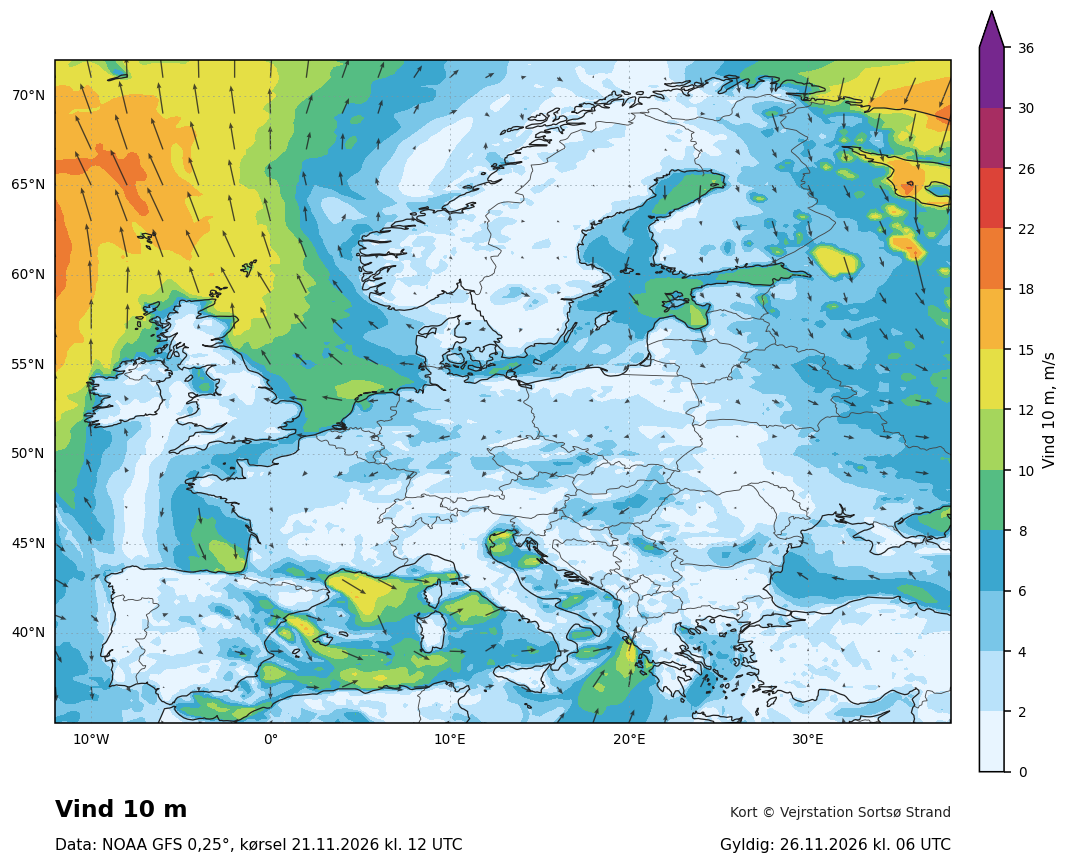 36
30
26
22
18
15
12
10
8
6
4
2
0
Vind 10 m, m/s
70°N
65°N
60°N
55°N
50°N
45°N
40°N
10°W
0°
10°E
20°E
30°E
Vind 10 m
Kort © Vejrstation Sortsø Strand
Data: NOAA GFS 0,25°, kørsel 21.11.2026 kl. 12 UTC
Gyldig: 26.11.2026 kl. 06 UTC